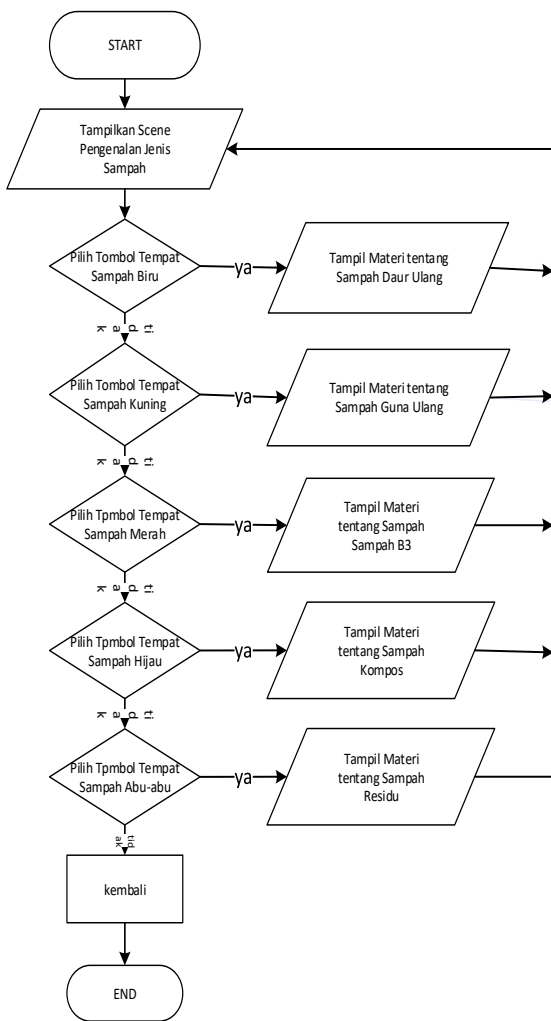 START
Tampilkan Scene
Pengenalan Jenis
Sampah
Pilih Tombol Tempat
Sampah Biru
ya
Tampil Materi tentang
Sampah Daur Ulang
ti
d
a
k
Pilih Tombol Tempat
Sampah Kuning
ya
Tampil Materi tentang
Sampah Guna Ulang
ti
d
a
k
Pilih Tpmbol Tempat
Sampah Merah
ya
Tampil Materi
tentang Sampah
Sampah B3
ti
d
a
k
Pilih Tpmbol Tempat
Sampah Hijau
ya
Tampil Materi
tentang Sampah
Kompos
ti
d
a
k
Pilih Tpmbol Tempat
Sampah Abu-abu
ya
Tampil Materi
tentang Sampah
Residu
tid
ak
kembali
END